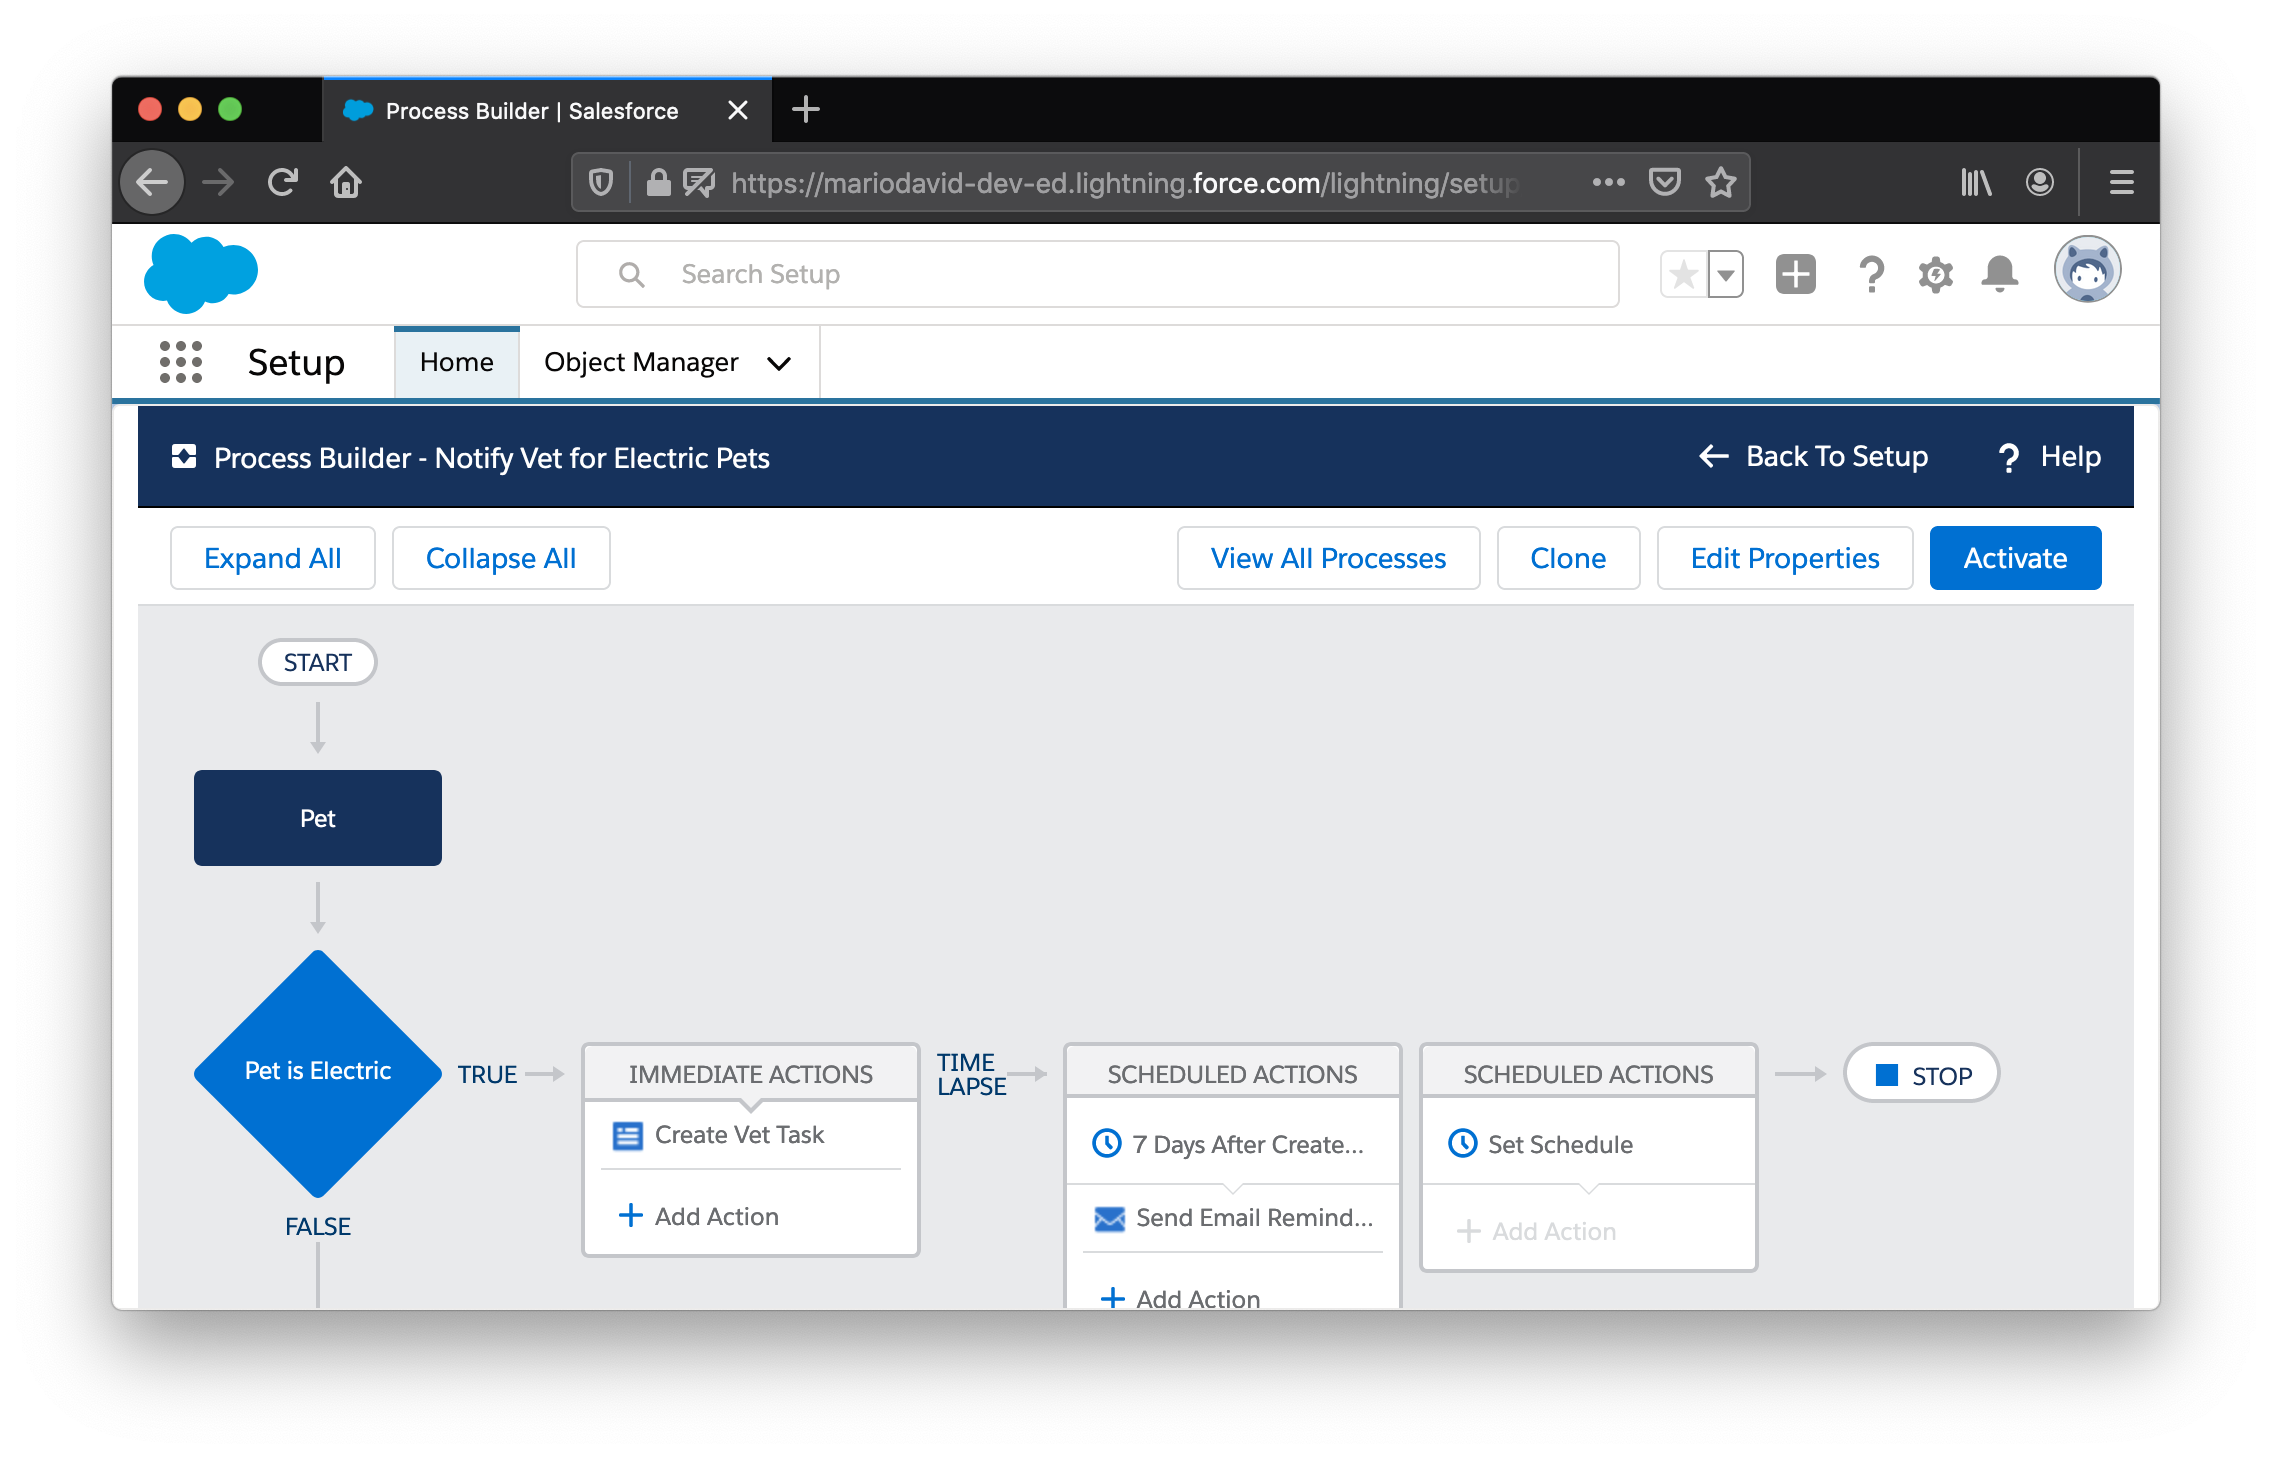 Process Builder | Salesforce
https://mariodavid-dev-ed.lightning.force.com/lightning/setup
Search Setup
Setup
Home
Object Manager
Process Builder - Notify Vet for Electric Pets
Back To Setup
? Help
Expand All
Collapse All
View All Processes
Clone
Edit Properties
Activate
START
Pet
Pet is Electric
TRUE
IMMEDIATE ACTIONS
Create Vet Task
+ Add Action
TIME
LAPSE
SCHEDULED ACTIONS
7 Days After Create...
Send Email Remind...
+ Add Action
SCHEDULED ACTIONS
Set Schedule
+ Add Action
STOP
FALSE